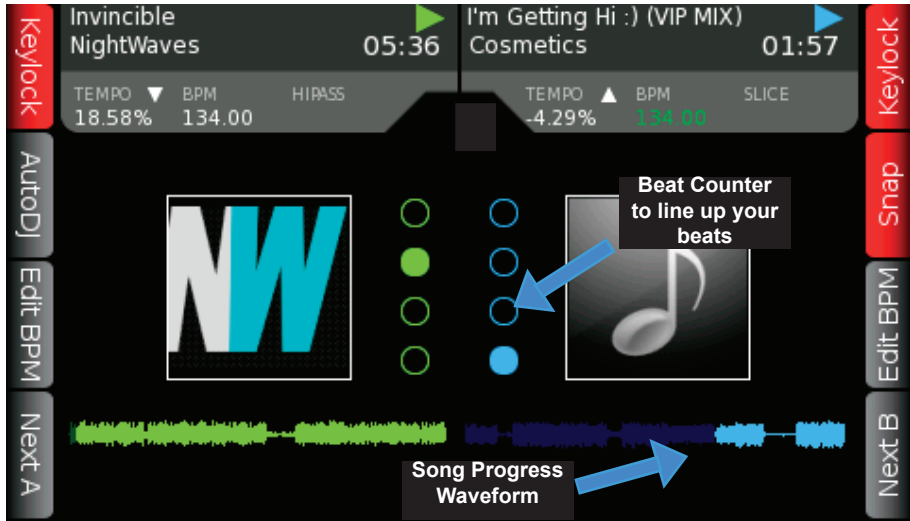 Invincible
NightWaves 05:36
TEMPO BPM HIPASS
18.58% 134.00
I'm Getting Hi :) (VIP MIX)
Cosmetics 01:57
TEMPO BPM SLICE
-4.29% 134.00
Keylock
AutoDJ
Edit BPM
Next A
NW
Beat Counter
to line up your
beats
Song Progress
Waveform
Keylock
Snap
Edit BPM
Next B